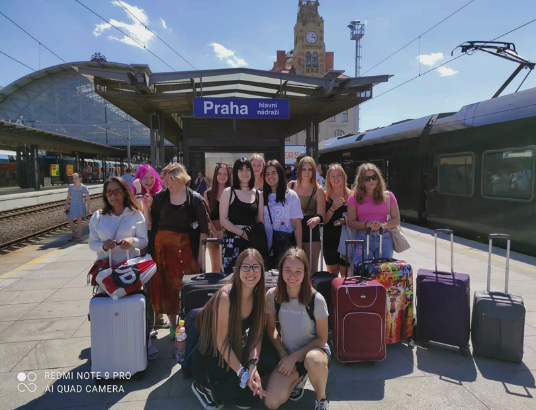 Praha hlavní
nádraží
REDMI NOTE 9 PRO
AI QUAD CAMERA